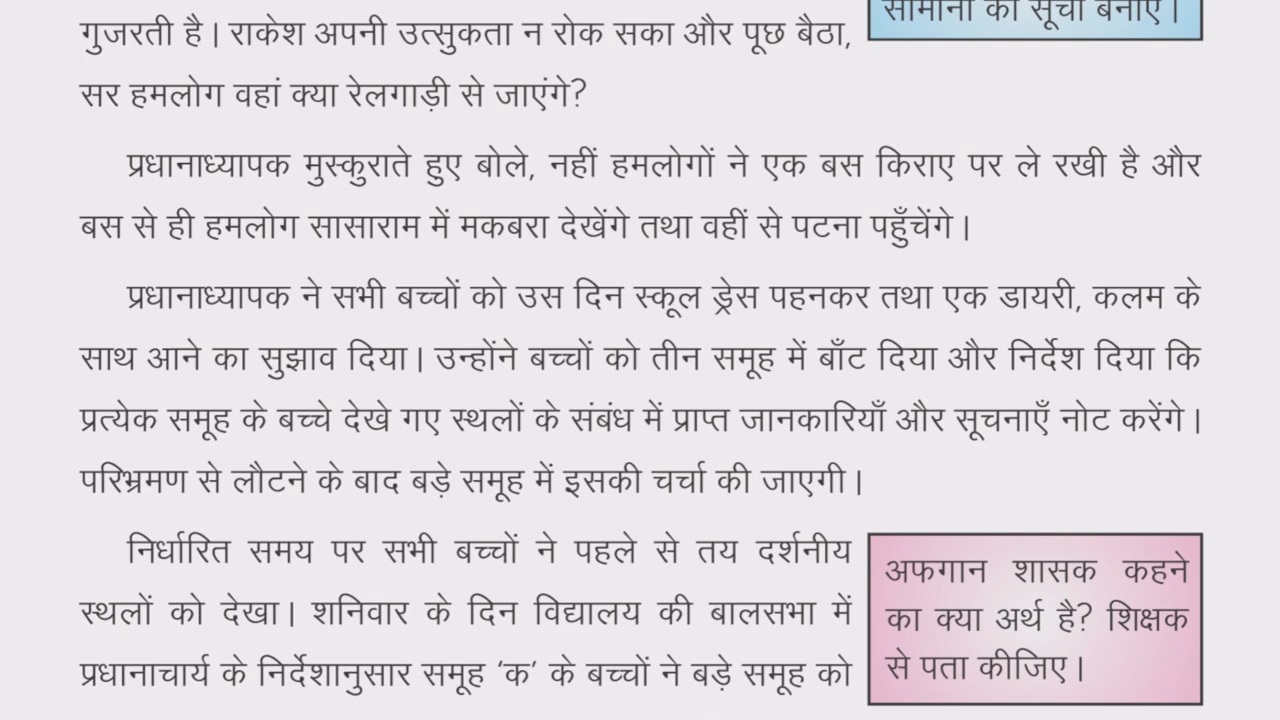 गुजरती है। राकेश अपनी उत्सुकता न रोक सका और पूछ बैठा,
सर हमलोग वहां क्या रेलगाड़ी से जाएंगे?
सामानों की सूची बनाएँ।
प्रधानाध्यापक मुस्कुराते हुए बोले, नहीं हमलोगों ने एक बस किराए पर ले रखी है और
बस से ही हमलोग सासाराम में मकबरा देखेंगे तथा वहीं से पटना पहुँचेंगे।
प्रधानाध्यापक ने सभी बच्चों को उस दिन स्कूल ड्रेस पहनकर तथा एक डायरी, कलम के
साथ आने का सुझाव दिया। उन्होंने बच्चों को तीन समूह में बाँट दिया और निर्देश दिया कि
प्रत्येक समूह के बच्चे देखे गए स्थलों के संबंध में प्राप्त जानकारियाँ और सूचनाएँ नोट करेंगे।
परिभ्रमण से लौटने के बाद बड़े समूह में इसकी चर्चा की जाएगी।
निर्धारित समय पर सभी बच्चों ने पहले से तय दर्शनीय
स्थलों को देखा। शनिवार के दिन विद्यालय की बालसभा में
प्रधानाचार्य के निर्देशानुसार समूह ‘क’ के बच्चों ने बड़े समूह को
अफगान शासक कहने
का क्या अर्थ है? शिक्षक
से पता कीजिए।